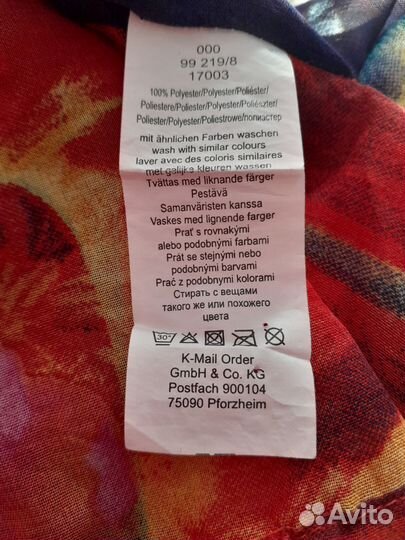 000
99 219/8
17003
100% Polyester/Polyester/Poliéster/
Poliestere/Poliester/Polyester/Poliészter/
Poliester/Polyester/Poliestrowe/полиэстер
mit ähnlichen Farben waschen
wash with similar colours
laver avec des coloris similaires
met gelijke kleuren wassen
Tvättas med liknande färger
Pestävä
Samanväristen kanssa
Vaskes med lignende farger
Prať s rovnakými
alebo podobnými farbami
Prát se stejnými nebo
podobnými barvami
Prać z podobnymi kolorami
Стирать с вещами
такого же или похожего
цвета
30°
K-Mail Order
GmbH & Co. KG
Postfach 900104
75090 Pforzheim
Avito